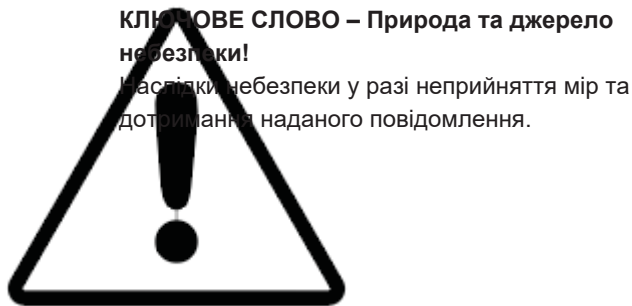 КЛЮЧОВЕ СЛОВО – Природа та джерело
небезпеки!
Наслідки небезпеки у разі неприйняття мір та
дотримання наданого повідомлення.